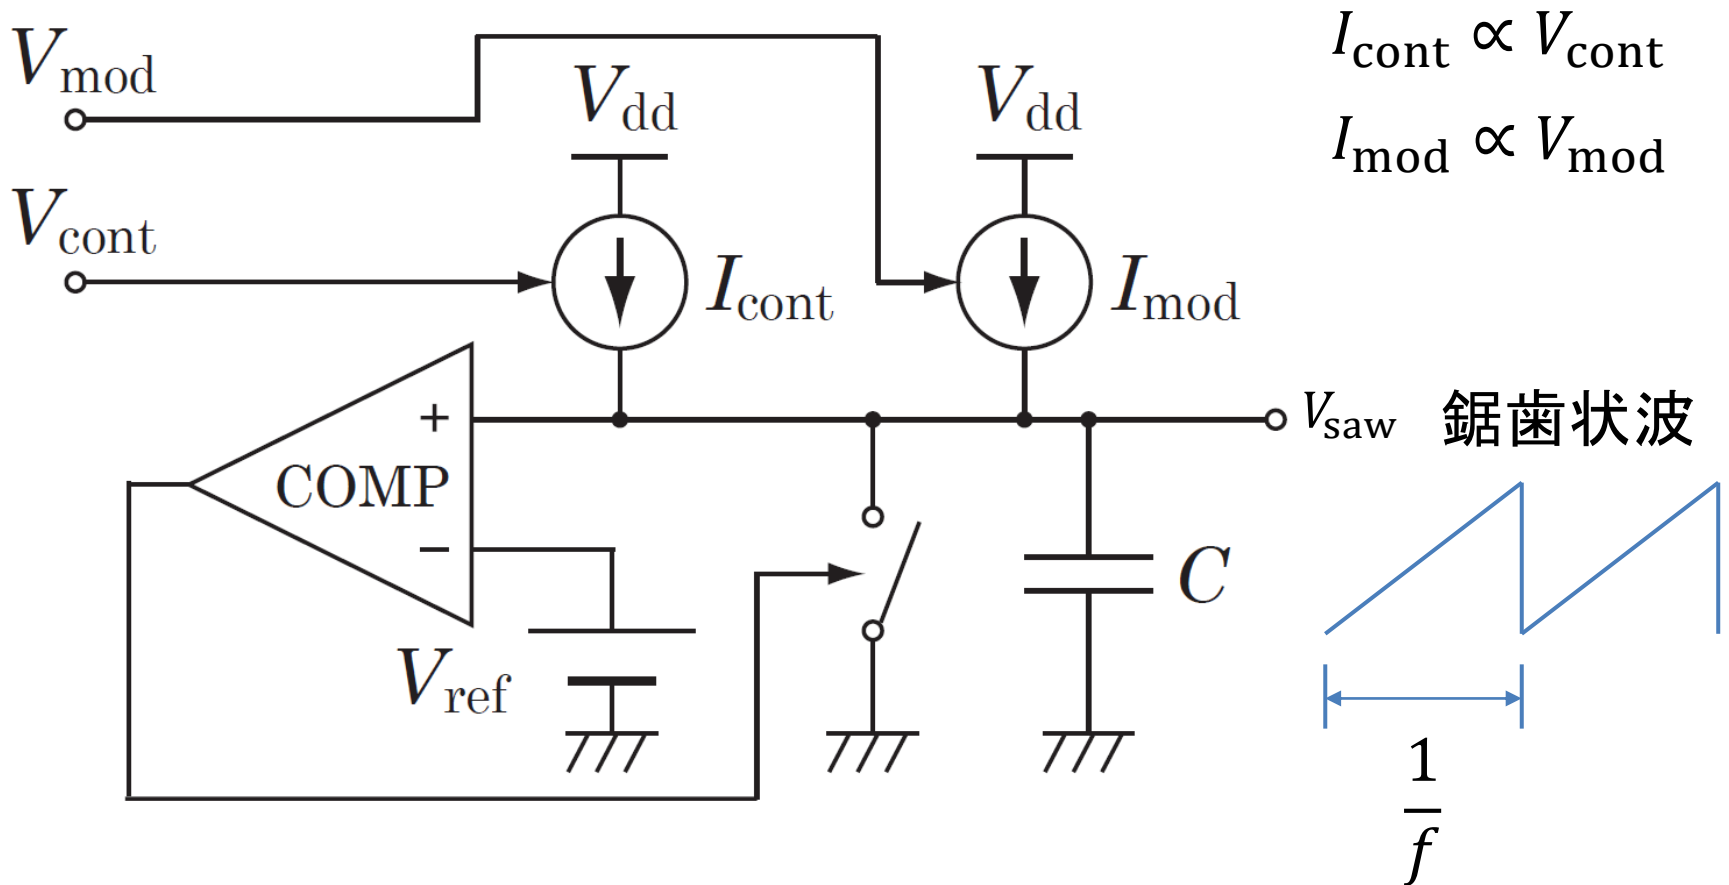 Vmod
Vcont
Vdd
Vdd
Icont ∝ Vcont
Imod ∝ Vmod
Icont
Imod
+
COMP
−
Vref
C
Vsaw 鋸歯状波
1
f